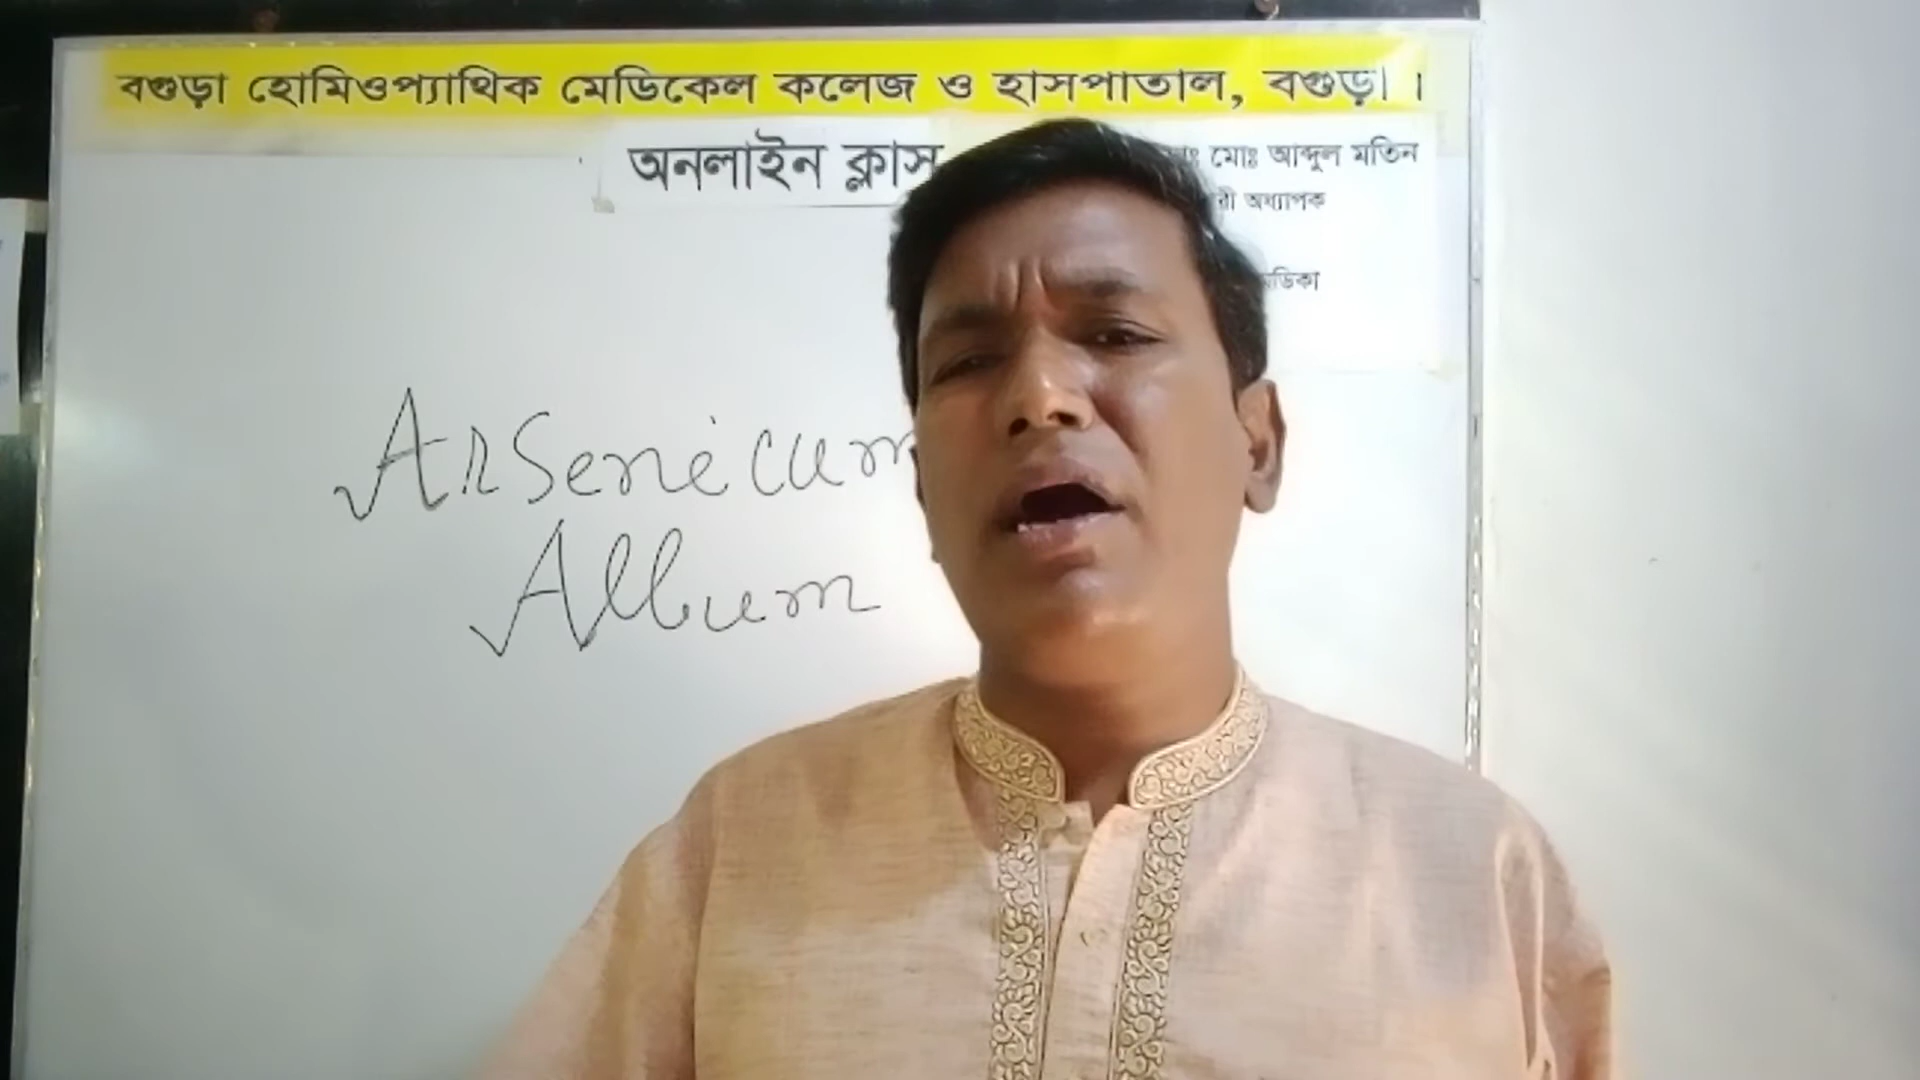 বগুড়া হোমিওপ্যাথিক মেডিকেল কলেজ ও হাসপাতাল, বগুড়া।
অনলাইন ক্লাস
মোঃ আব্দুল মতিন
অধ্যাপক
Arsenicum
Album